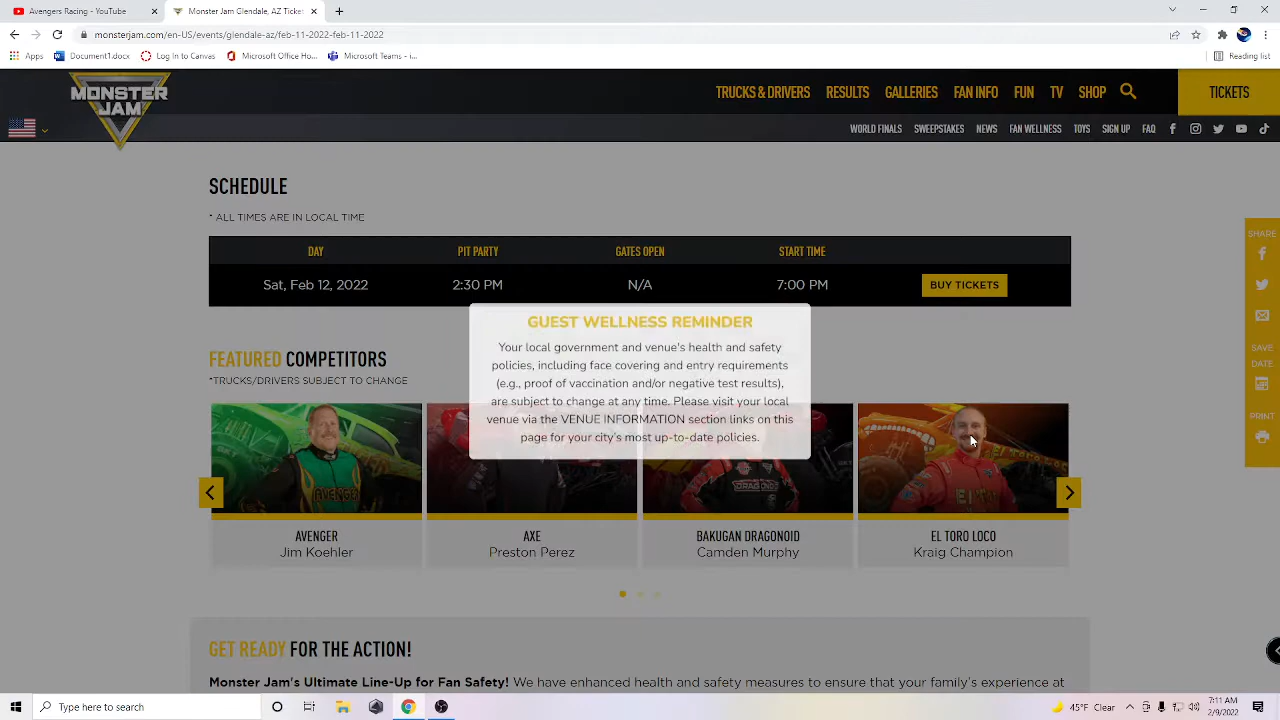 Avengers Racing - YouTube
Monster Jam, Glendale, AZ Ticket
monsterjam.com/en-US/events/glendale-az/feb-11-2022-feb-11-2022
Apps
Document1.docx
Log In to Canvas
Microsoft Office Ho...
Microsoft Teams - i...
Reading list
MONSTER JAM
TRUCKS & DRIVERS
RESULTS
GALLERIES
FAN INFO
FUN
TV
SHOP
TICKETS
WORLD FINALS
SWEEPSTAKES
NEWS
FAN WELLNESS
TOYS
SIGN UP
FAQ
SCHEDULE
* ALL TIMES ARE IN LOCAL TIME
DAY PIT PARTY GATES OPEN START TIME
Sat, Feb 12, 2022 2:30 PM N/A 7:00 PM BUY TICKETS
SHARE
SAVE DATE
PRINT
GUEST WELLNESS REMINDER
Your local government and venue's health and safety
policies, including face covering and entry requirements
(e.g., proof of vaccination and/or negative test results),
are subject to change at any time. Please visit your local
venue via the VENUE INFORMATION section links on this
page for your city's most up-to-date policies.
FEATURED COMPETITORS
*TRUCKS/DRIVERS SUBJECT TO CHANGE
AVENGER
Jim Koehler
AXE
Preston Perez
BAKUGAN DRAGONOID
Camden Murphy
EL TORO LOCO
Kraig Champion
GET READY FOR THE ACTION!
Monster Jam's Ultimate Line-Up for Fan Safety! We have enhanced health and safety measures to ensure that your family's experience at
Type here to search
45°F Clear
7:11 AM
2/9/2022